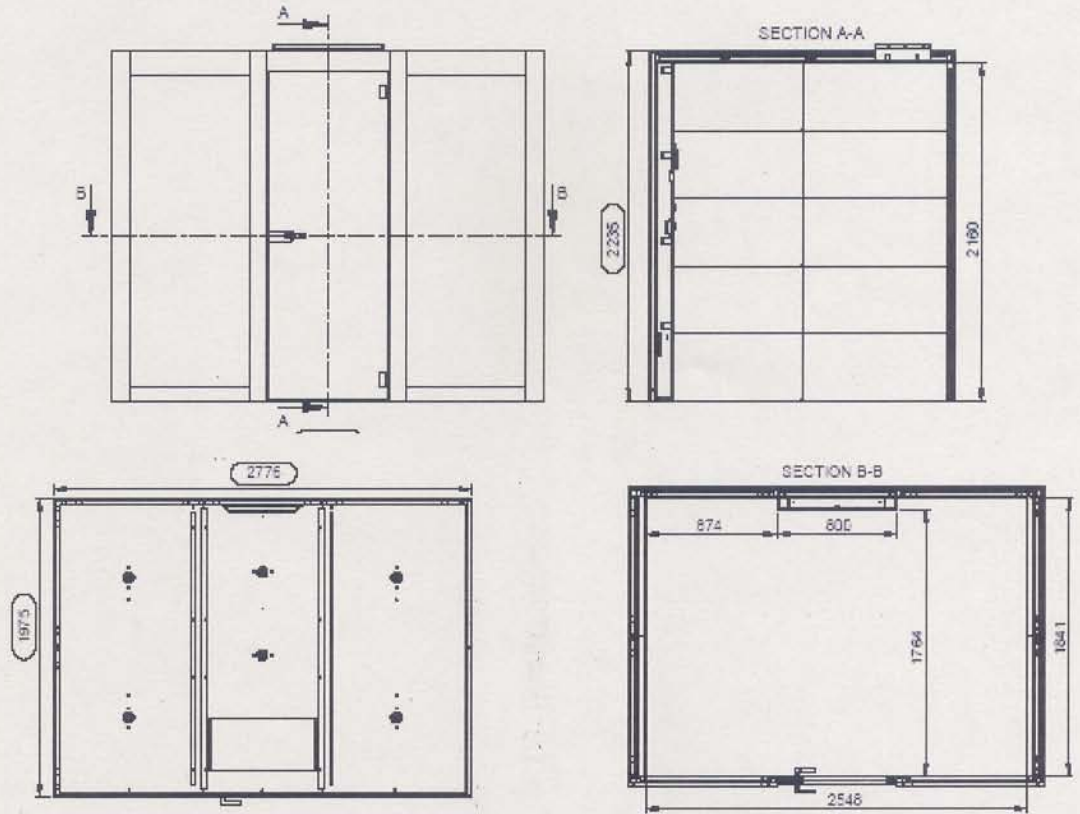 A
SECTION A-A
B
B
2235
2160
A
2776
SECTION B-B
874
800
1975
1764
1841
2548